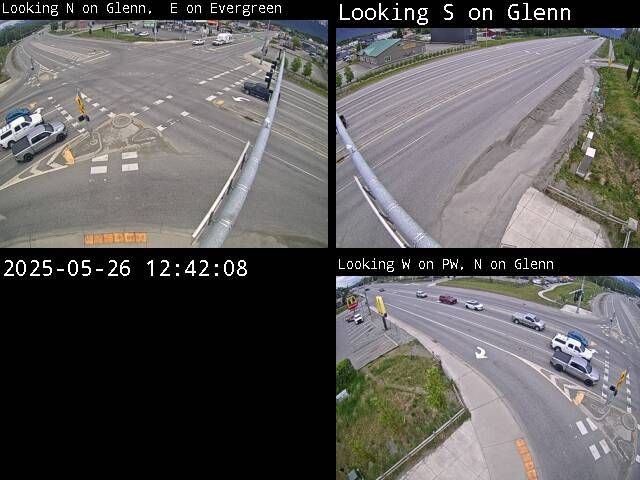 Looking N on Glenn,  E on Evergreen
Looking S on Glenn
2025-05-26 12:42:08
Looking W on PW, N on Glenn